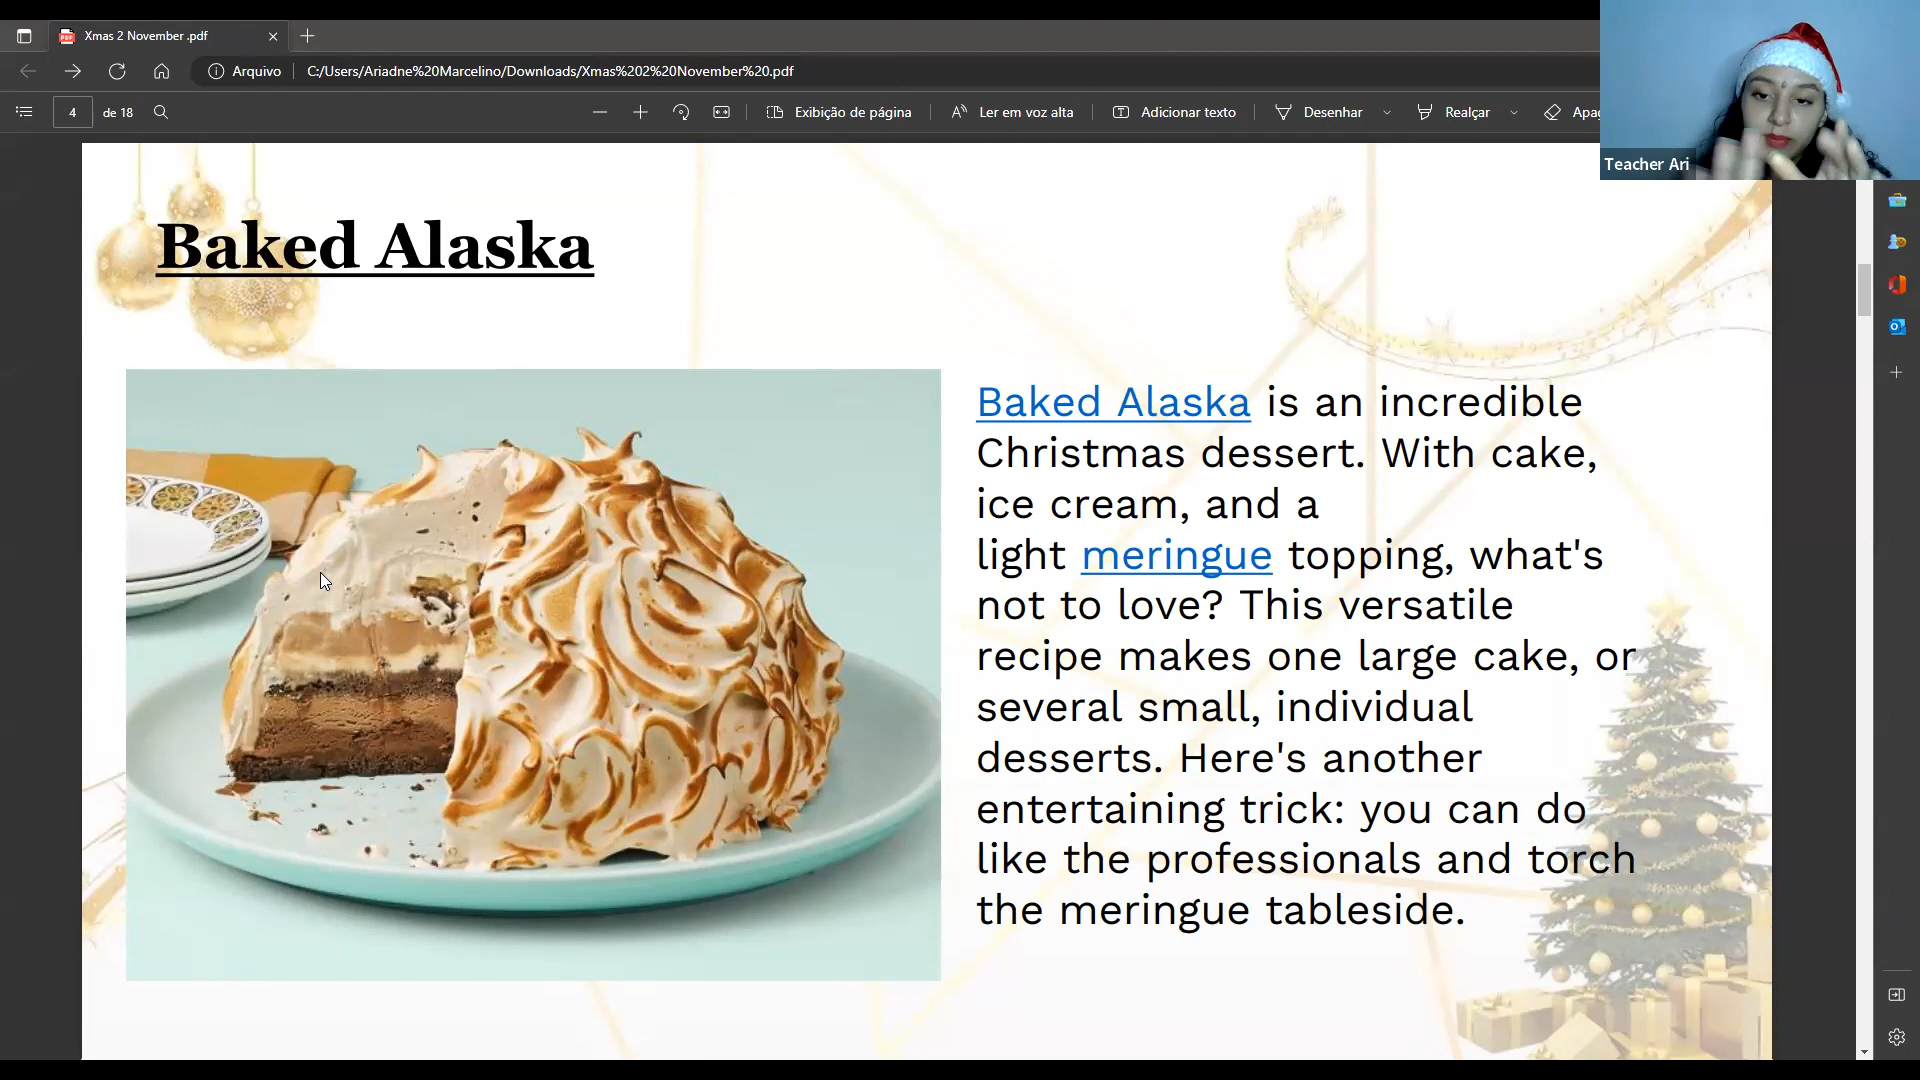 Xmas 2 November .pdf
Arquivo
C:/Users/Ariadne%20Marcelino/Downloads/Xmas%202%20November%20.pdf
4 de 18
Exibição de página
Ler em voz alta
Adicionar texto
Desenhar
Realçar
Teacher Ari
Baked Alaska
Baked Alaska is an incredible
Christmas dessert. With cake,
ice cream, and a
light meringue topping, what's
not to love? This versatile
recipe makes one large cake, or
several small, individual
desserts. Here's another
entertaining trick: you can do
like the professionals and torch
the meringue tableside.